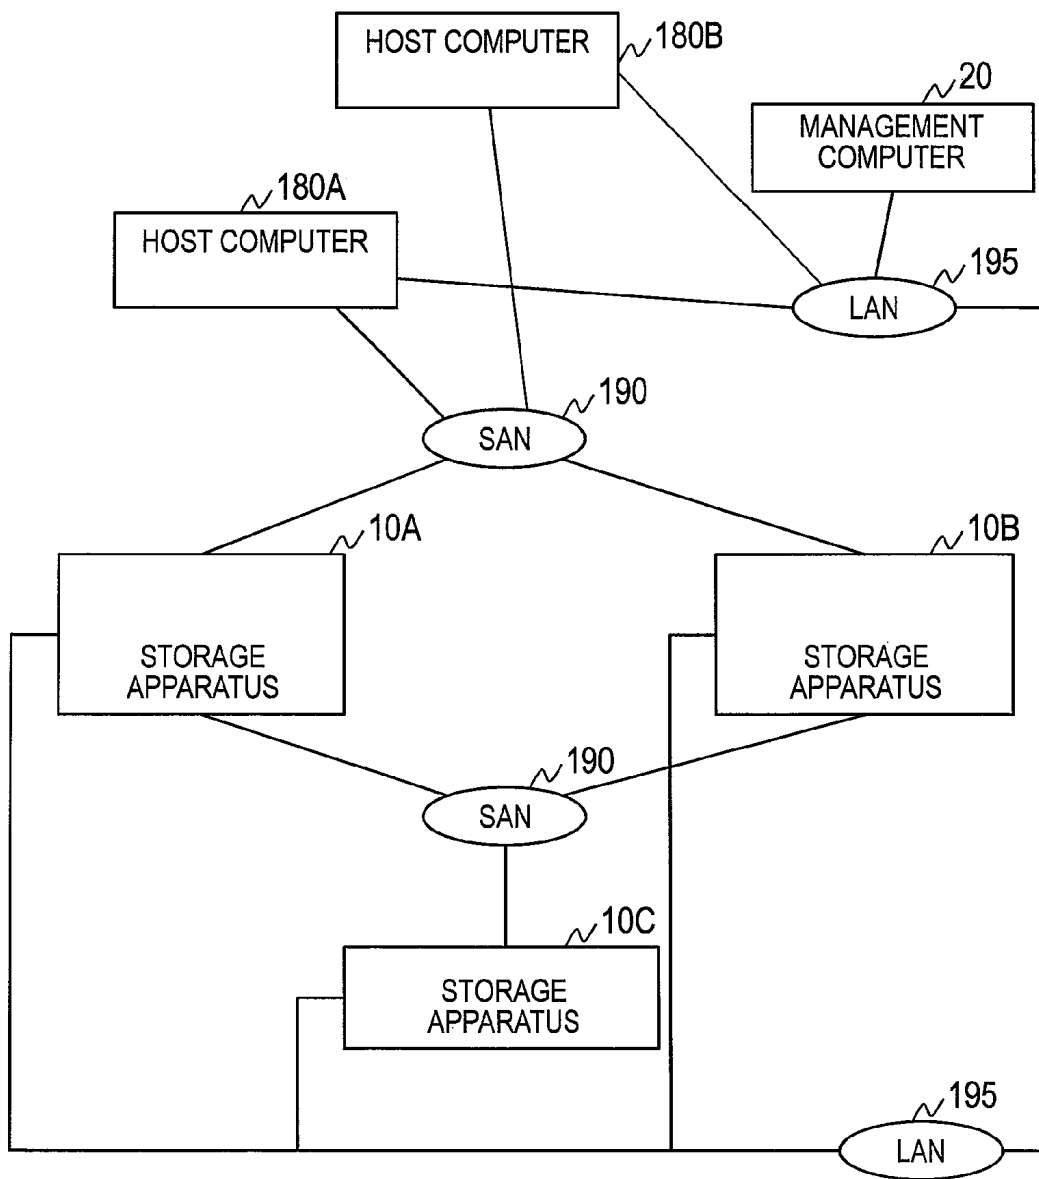 HOST COMPUTER
180B
20
MANAGEMENT
COMPUTER
180A
HOST COMPUTER
195
LAN
190
SAN
10A
10B
STORAGE
APPARATUS
STORAGE
APPARATUS
190
SAN
10C
STORAGE
APPARATUS
195
LAN